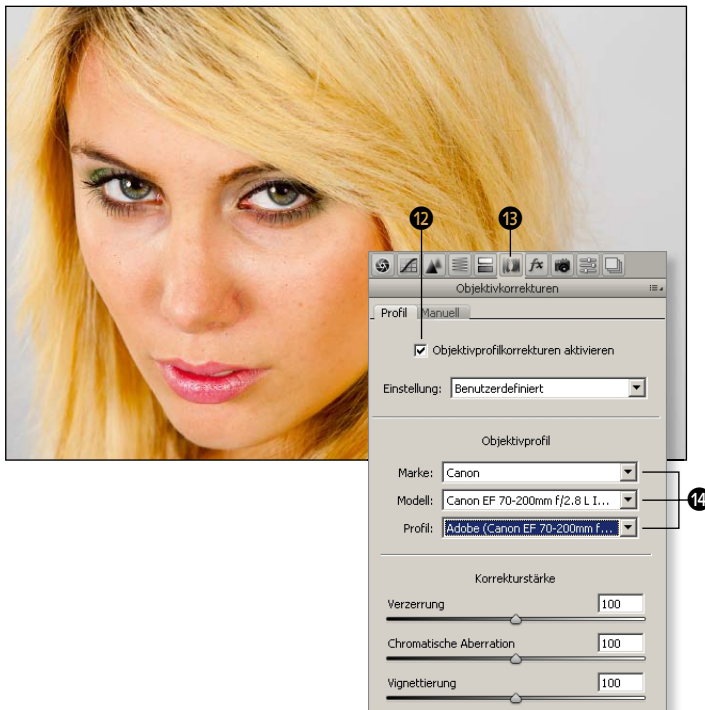 12
13
fx
Objektivkorrekturen
Profil
Manuell
Objektivprofilkorrekturen aktivieren
Einstellung: Benutzerdefiniert
Objektivprofil
Marke: Canon
Modell: Canon EF 70-200mm f/2.8 L I...
14
Profil: Adobe (Canon EF 70-200mm f...
Korrekturstärke
Verzerrung 100
Chromatische Aberration 100
Vignettierung 100